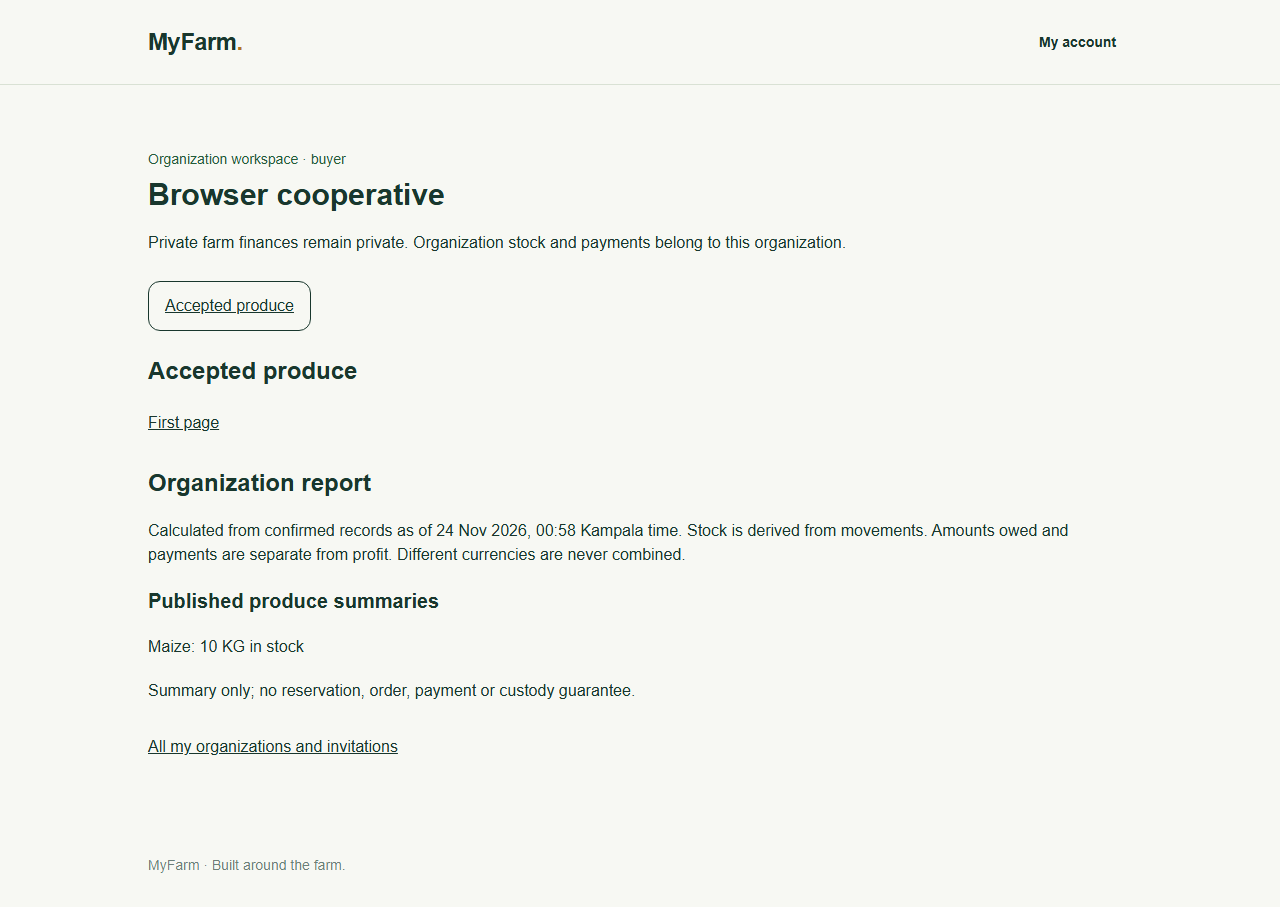 MyFarm.
My account
Organization workspace · buyer
Browser cooperative
Private farm finances remain private. Organization stock and payments belong to this organization.
Accepted produce
Accepted produce
First page
Organization report
Calculated from confirmed records as of 24 Nov 2026, 00:58 Kampala time. Stock is derived from movements. Amounts owed and
payments are separate from profit. Different currencies are never combined.
Published produce summaries
Maize: 10 KG in stock
Summary only; no reservation, order, payment or custody guarantee.
All my organizations and invitations
MyFarm · Built around the farm.